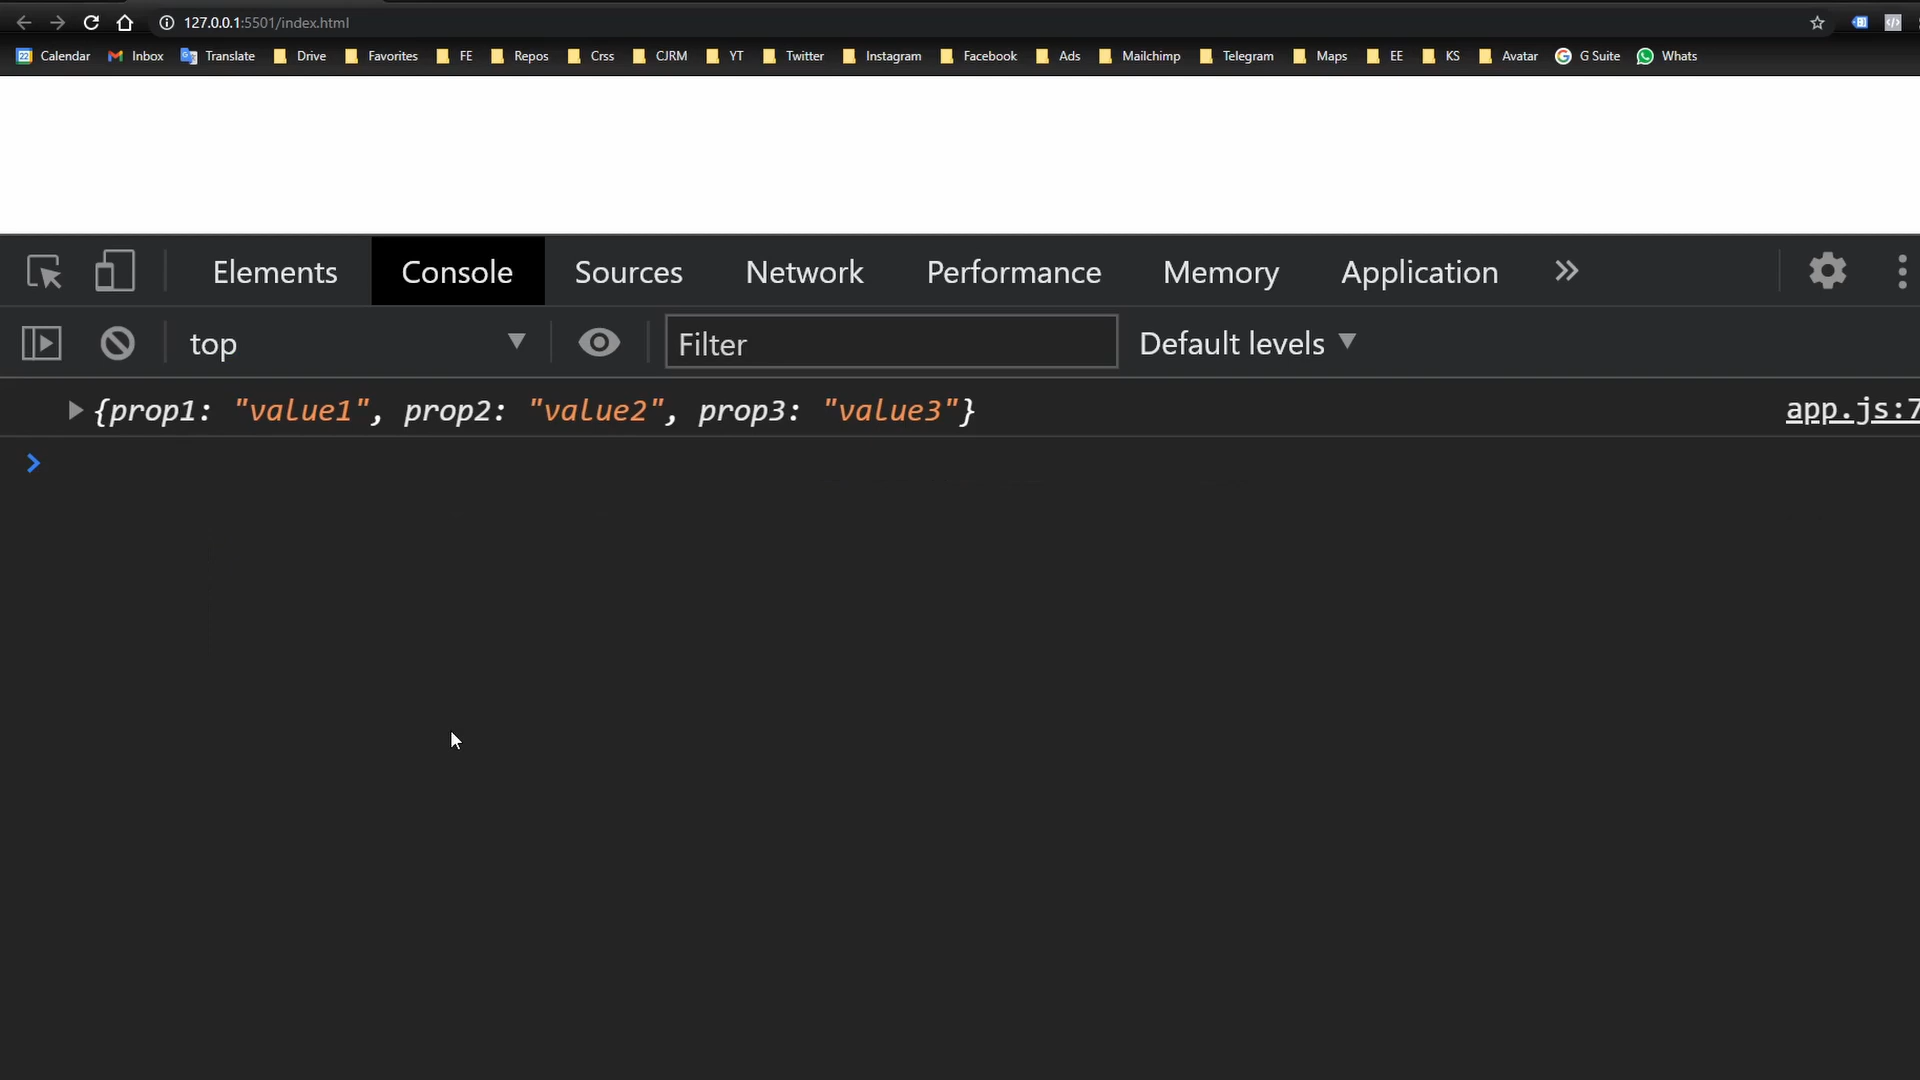 127.0.0.1:5501/index.html
22 Calendar Inbox Translate Drive Favorites FE Repos Crss CJRM YT Twitter Instagram Facebook Ads Mailchimp Telegram Maps EE KS Avatar G Suite Whats
Elements Console Sources Network Performance Memory Application »
top Filter Default levels
{prop1: "value1", prop2: "value2", prop3: "value3"} app.js:7